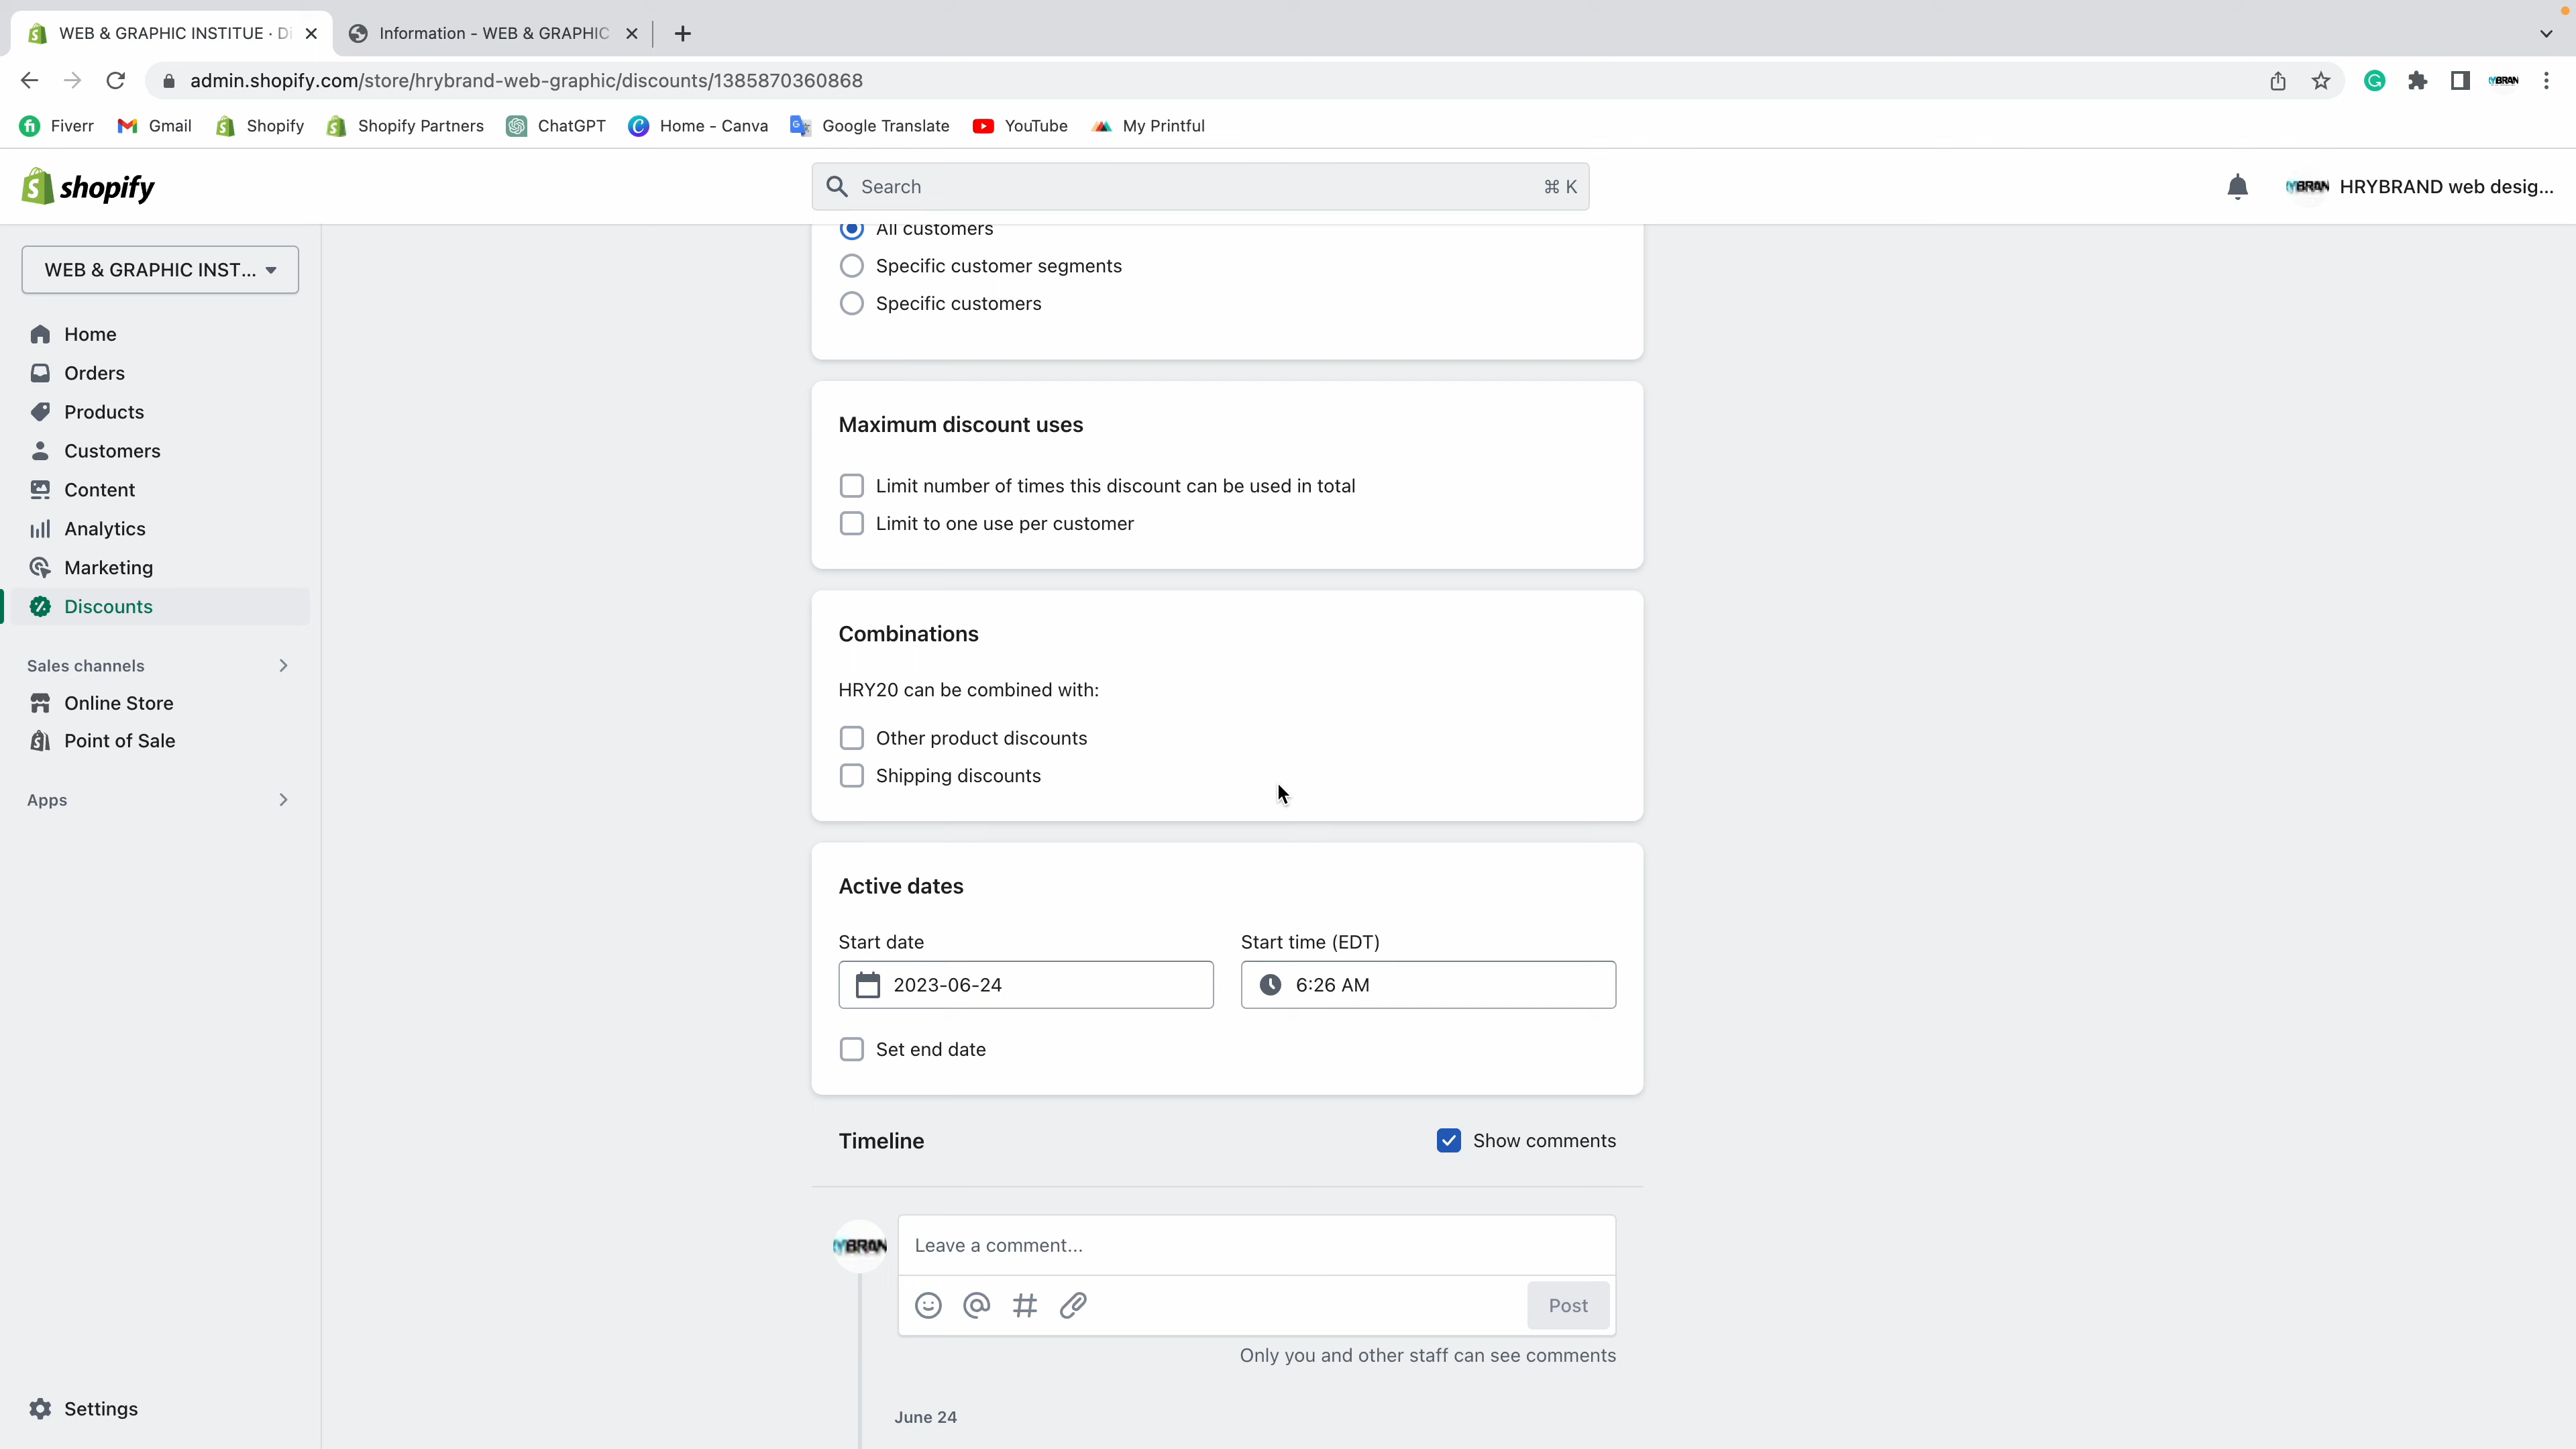 WEB & GRAPHIC INSTITUE · Di
Information - WEB & GRAPHIC
admin.shopify.com/store/hrybrand-web-graphic/discounts/1385870360868
Fiverr
Gmail
Shopify
Shopify Partners
ChatGPT
Home - Canva
Google Translate
YouTube
My Printful
shopify
Search
⌘ K
HRYBRAND web desig...
WEB & GRAPHIC INST...
Home
Orders
Products
Customers
Content
Analytics
Marketing
Discounts
Sales channels
Online Store
Point of Sale
Apps
Settings
All customers
Specific customer segments
Specific customers
Maximum discount uses
Limit number of times this discount can be used in total
Limit to one use per customer
Combinations
HRY20 can be combined with:
Other product discounts
Shipping discounts
Active dates
Start date
Start time (EDT)
2023-06-24
6:26 AM
Set end date
Timeline
Show comments
YBRAN
Leave a comment...
Post
Only you and other staff can see comments
June 24